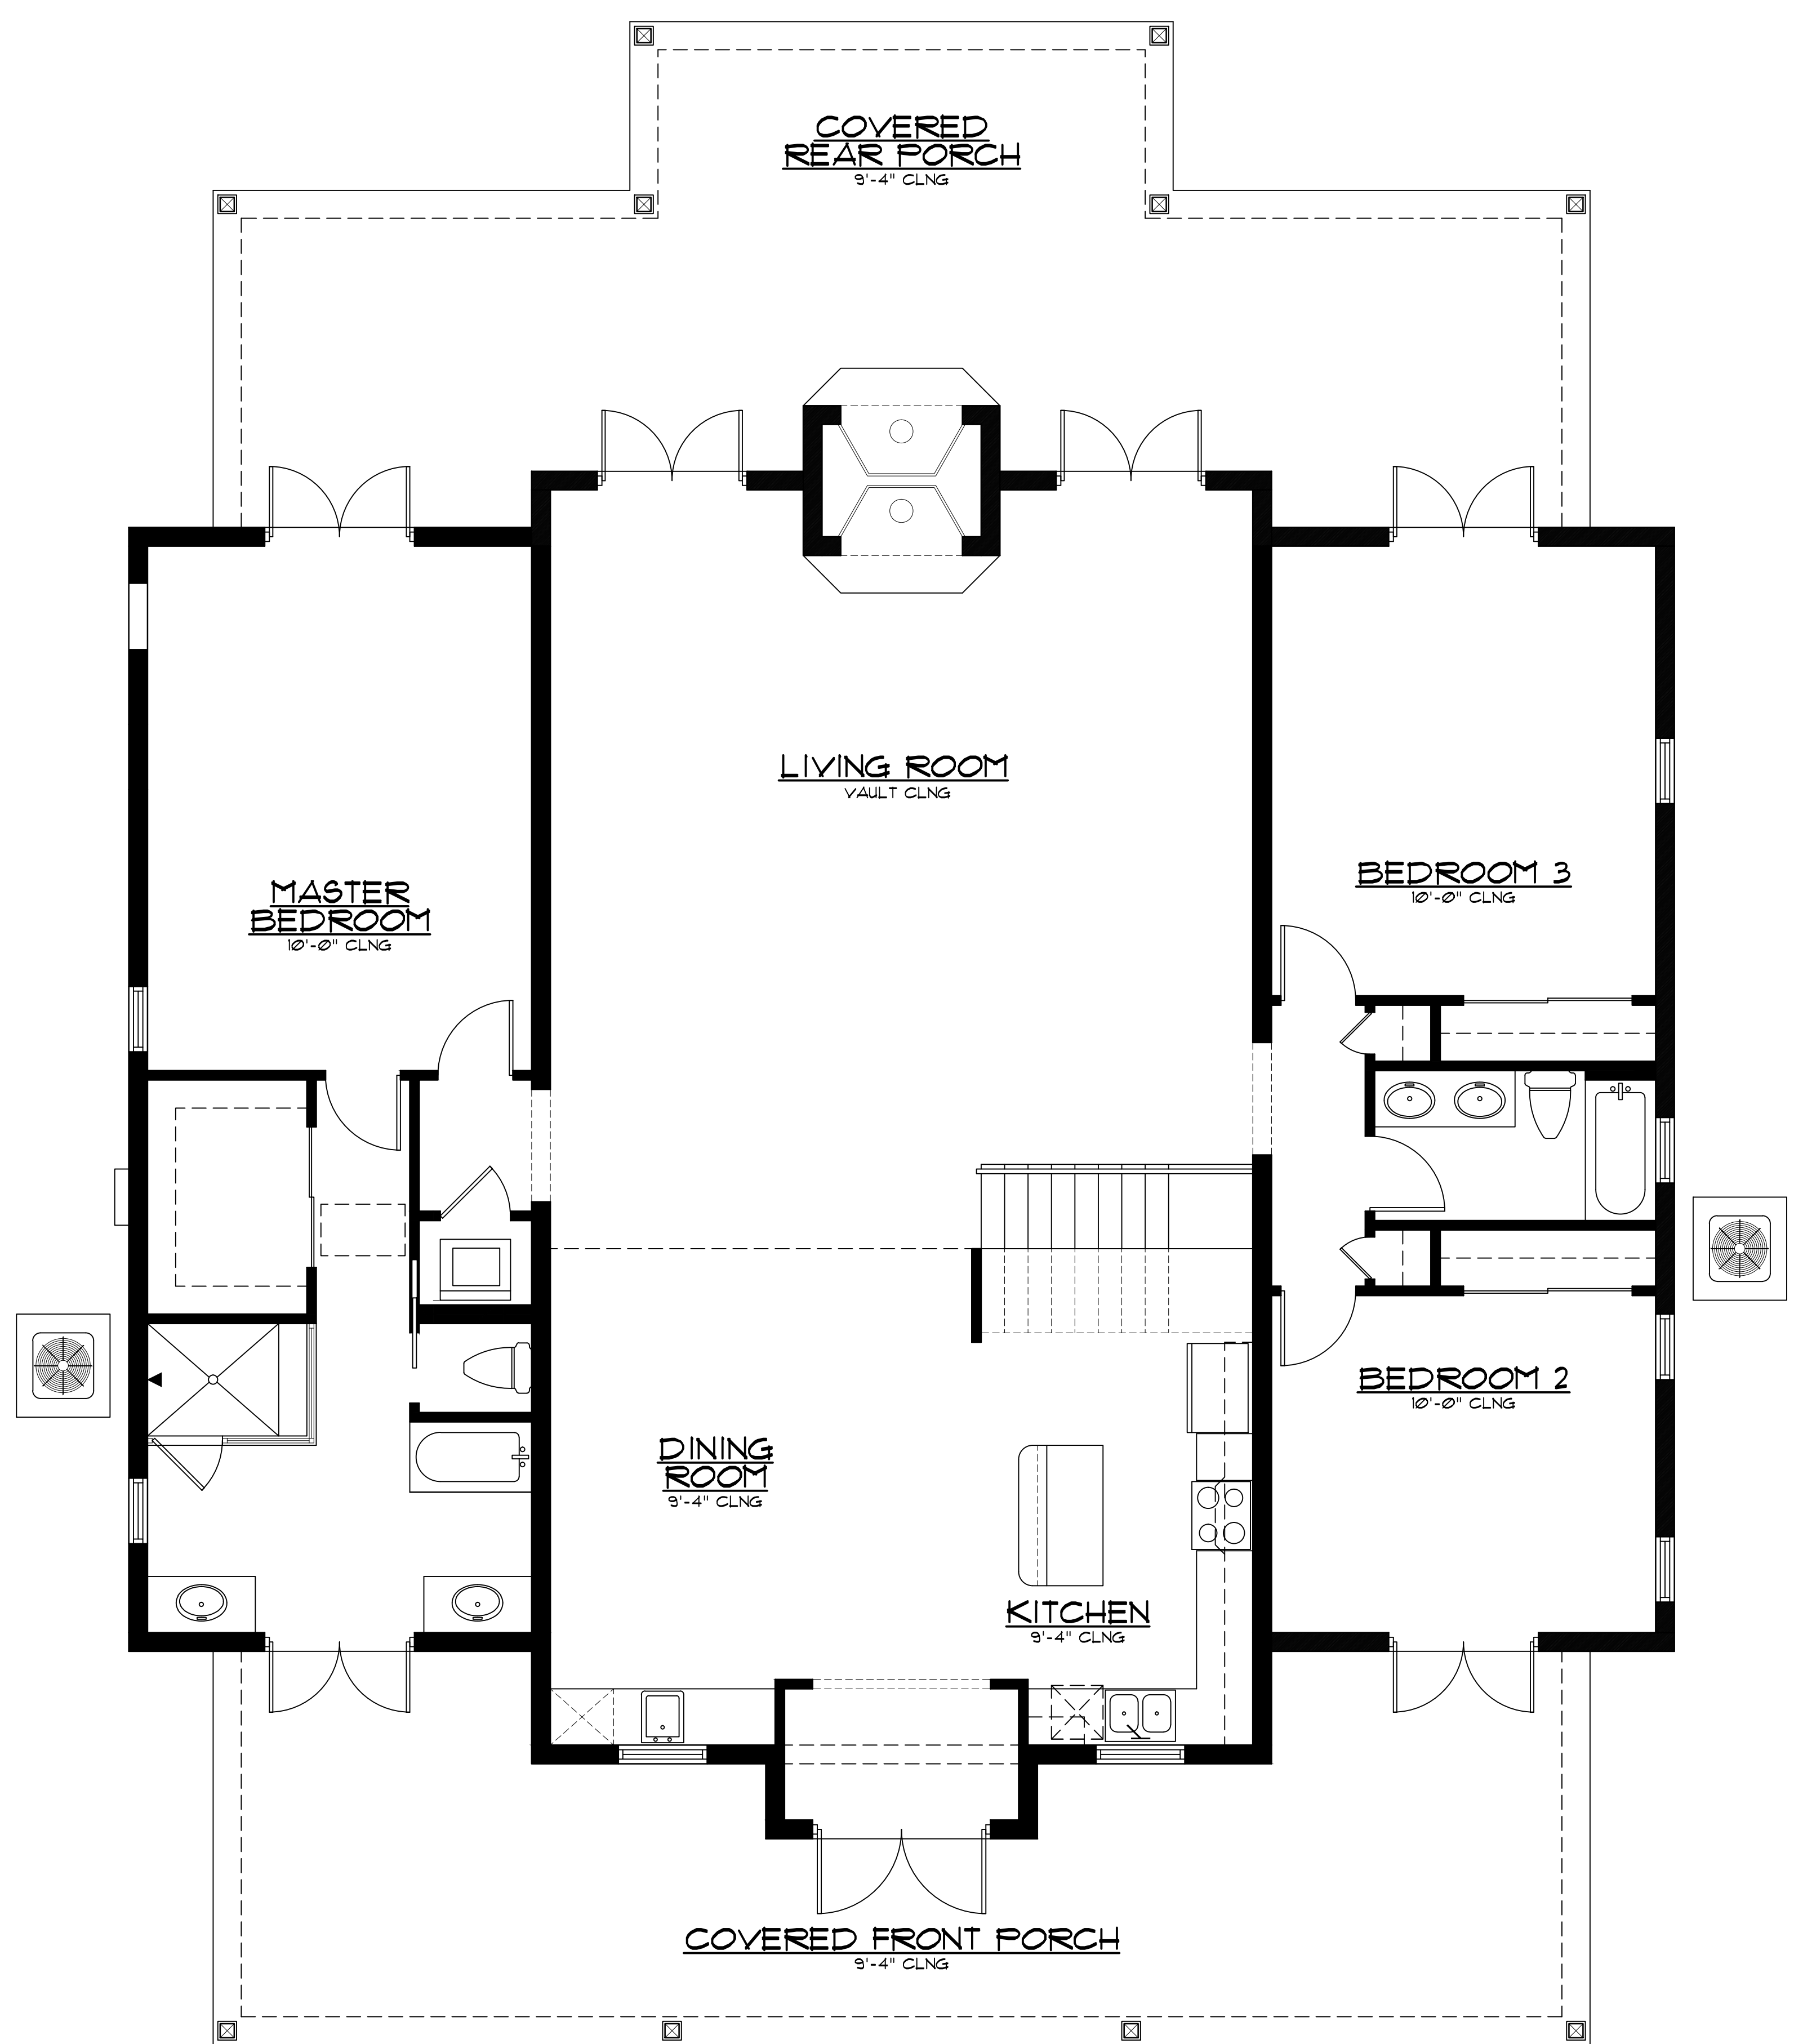 COVERED
REAR PORCH
9'-4" CLNG
LIVING ROOM
VAULT CLNG
MASTER
BEDROOM
10'-0" CLNG
BEDROOM 3
10'-0" CLNG
BEDROOM 2
10'-0" CLNG
DINING
ROOM
9'-4" CLNG
KITCHEN
9'-4" CLNG
COVERED FRONT PORCH
9'-4" CLNG